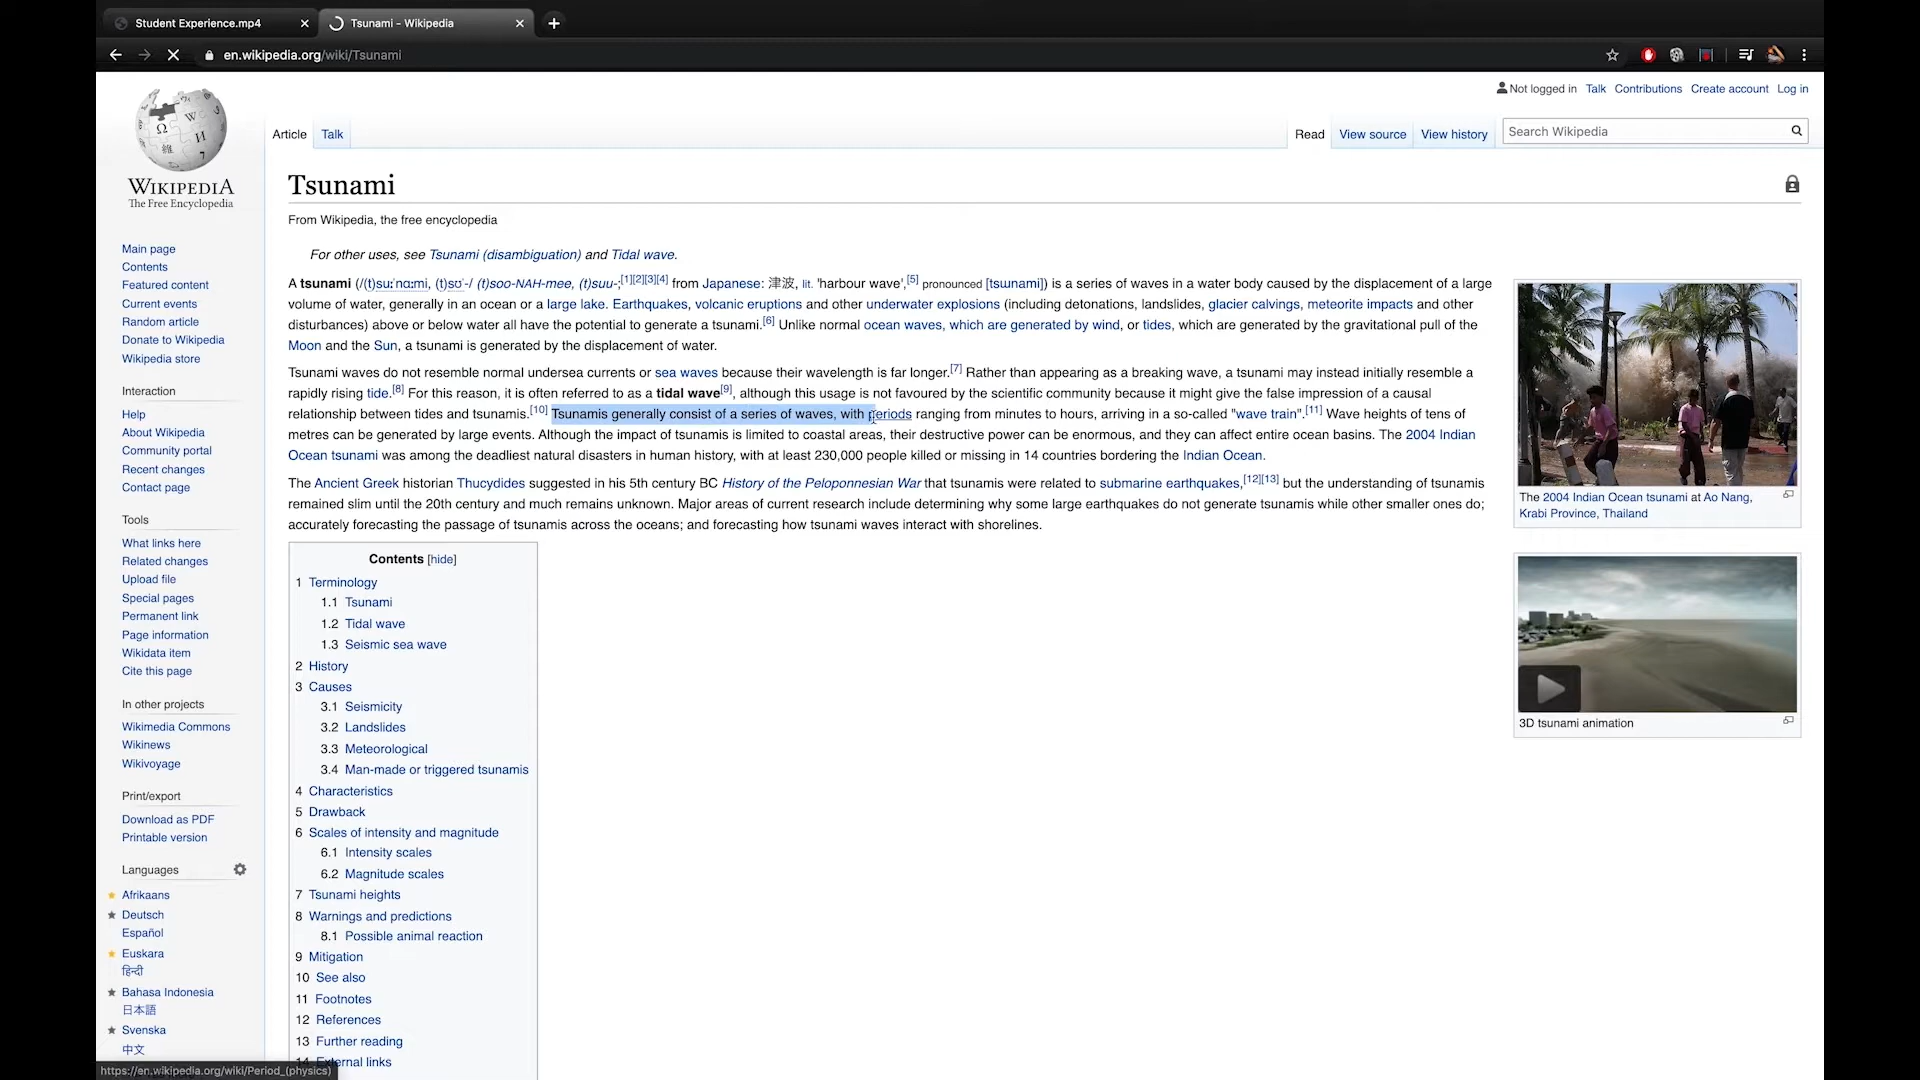 Student Experience.mp4
Tsunami - Wikipedia
en.wikipedia.org/wiki/Tsunami
Not logged in Talk Contributions Create account Log in
Article Talk
Read View source View history
Search Wikipedia
WIKIPEDIA
The Free Encyclopedia
Main page
Contents
Featured content
Current events
Random article
Donate to Wikipedia
Wikipedia store
Interaction
Help
About Wikipedia
Community portal
Recent changes
Contact page
Tools
What links here
Related changes
Upload file
Special pages
Permanent link
Page information
Wikidata item
Cite this page
In other projects
Wikimedia Commons
Wikinews
Wikivoyage
Print/export
Download as PDF
Printable version
Languages
Afrikaans
Deutsch
Español
Euskara
हिन्दी
Bahasa Indonesia
日本語
Svenska
中文
https://en.wikipedia.org/wiki/Period_(physics)
Tsunami
From Wikipedia, the free encyclopedia
For other uses, see Tsunami (disambiguation) and Tidal wave.
A tsunami (/(t)suːˈnɑːmi, (t)sʊˈ-/ (t)soo-NAH-mee, (t)suu-;[1][2][3][4] from Japanese: 津波, lit. 'harbour wave',[5] pronounced [tsɯnami]) is a series of waves in a water body caused by the displacement of a large
volume of water, generally in an ocean or a large lake. Earthquakes, volcanic eruptions and other underwater explosions (including detonations, landslides, glacier calvings, meteorite impacts and other
disturbances) above or below water all have the potential to generate a tsunami.[6] Unlike normal ocean waves, which are generated by wind, or tides, which are generated by the gravitational pull of the
Moon and the Sun, a tsunami is generated by the displacement of water.
Tsunami waves do not resemble normal undersea currents or sea waves because their wavelength is far longer.[7] Rather than appearing as a breaking wave, a tsunami may instead initially resemble a
rapidly rising tide.[8] For this reason, it is often referred to as a tidal wave[9], although this usage is not favoured by the scientific community because it might give the false impression of a causal
relationship between tides and tsunamis.[10] Tsunamis generally consist of a series of waves, with periods ranging from minutes to hours, arriving in a so-called "wave train".[11] Wave heights of tens of
metres can be generated by large events. Although the impact of tsunamis is limited to coastal areas, their destructive power can be enormous, and they can affect entire ocean basins. The 2004 Indian
Ocean tsunami was among the deadliest natural disasters in human history, with at least 230,000 people killed or missing in 14 countries bordering the Indian Ocean.
The Ancient Greek historian Thucydides suggested in his 5th century BC History of the Peloponnesian War that tsunamis were related to submarine earthquakes,[12][13] but the understanding of tsunamis
remained slim until the 20th century and much remains unknown. Major areas of current research include determining why some large earthquakes do not generate tsunamis while other smaller ones do;
accurately forecasting the passage of tsunamis across the oceans; and forecasting how tsunami waves interact with shorelines.
Contents [hide]
1 Terminology
1.1 Tsunami
1.2 Tidal wave
1.3 Seismic sea wave
2 History
3 Causes
3.1 Seismicity
3.2 Landslides
3.3 Meteorological
3.4 Man-made or triggered tsunamis
4 Characteristics
5 Drawback
6 Scales of intensity and magnitude
6.1 Intensity scales
6.2 Magnitude scales
7 Tsunami heights
8 Warnings and predictions
8.1 Possible animal reaction
9 Mitigation
10 See also
11 Footnotes
12 References
13 Further reading
14 External links
The 2004 Indian Ocean tsunami at Ao Nang,
Krabi Province, Thailand
3D tsunami animation